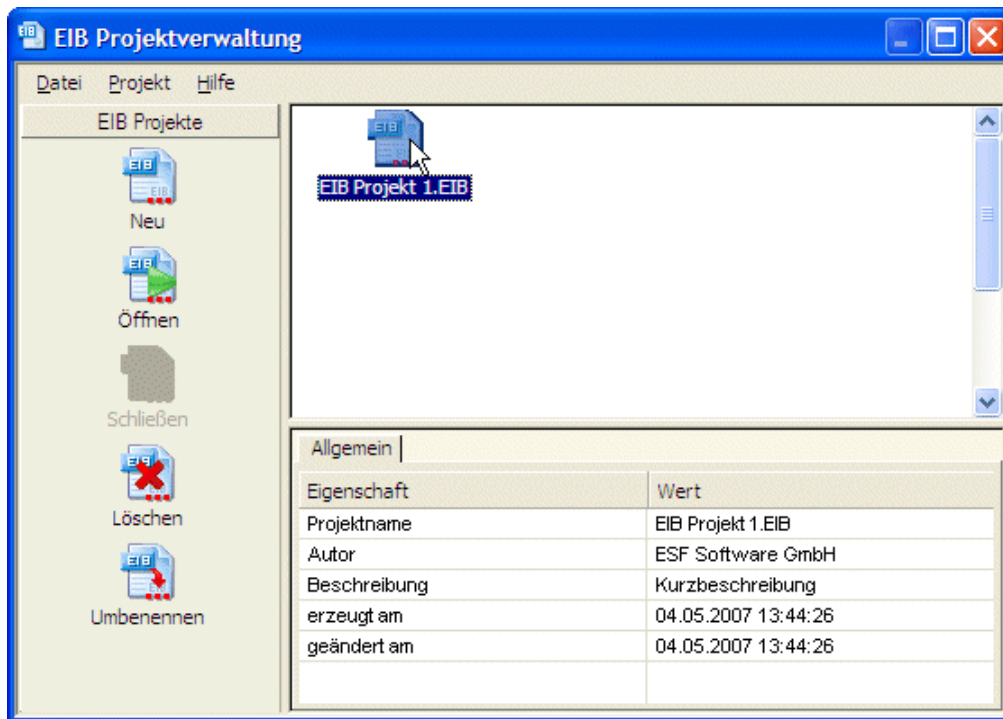 EIB Projektverwaltung
Datei Projekt Hilfe
EIB Projekte
Neu
Öffnen
Schließen
Löschen
Umbenennen
EIB Projekt 1.EIB
Allgemein
Eigenschaft Wert
Projektname EIB Projekt 1.EIB
Autor ESF Software GmbH
Beschreibung Kurzbeschreibung
erzeugt am 04.05.2007 13:44:26
geändert am 04.05.2007 13:44:26